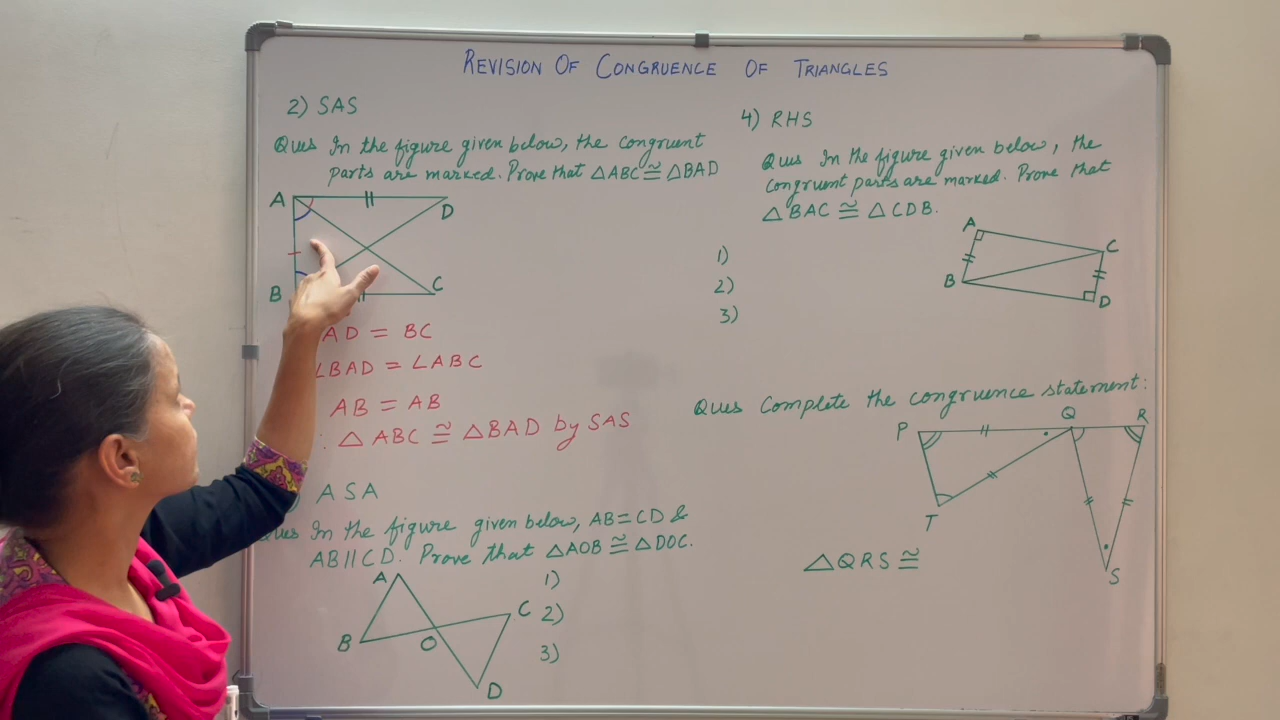 REVISION OF CONGRUENCE OF TRIANGLES
2) SAS
Ques In the figure given below, the congruent
parts are marked. Prove that △ABC ≅ △BAD
A
D
B
C
AD = BC
∠BAD = ∠ABC
AB = AB
∴ △ ABC ≅ △BAD by SAS
ASA
Ques In the figure given below, AB=CD &
AB||CD. Prove that △AOB ≅ △DOC.
A
B
O
C
D
1)
2)
3)
4) RHS
Ques In the figure given below, the
congruent parts are marked. Prove that
△BAC ≅ △CDB.
A
C
B
D
1)
2)
3)
Ques Complete the congruence statement:
P
Q
R
T
S
△QRS ≅